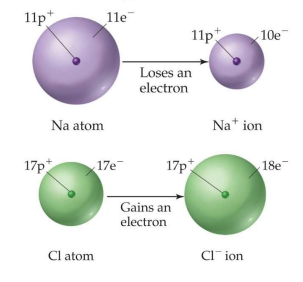 11p⁺ 11e⁻
11p⁺ 10e⁻
Loses an
electron
Na atom Na⁺ ion
17p⁺ 17e⁻ 17p⁺ 18e⁻
Gains an
electron
Cl atom Cl⁻ ion